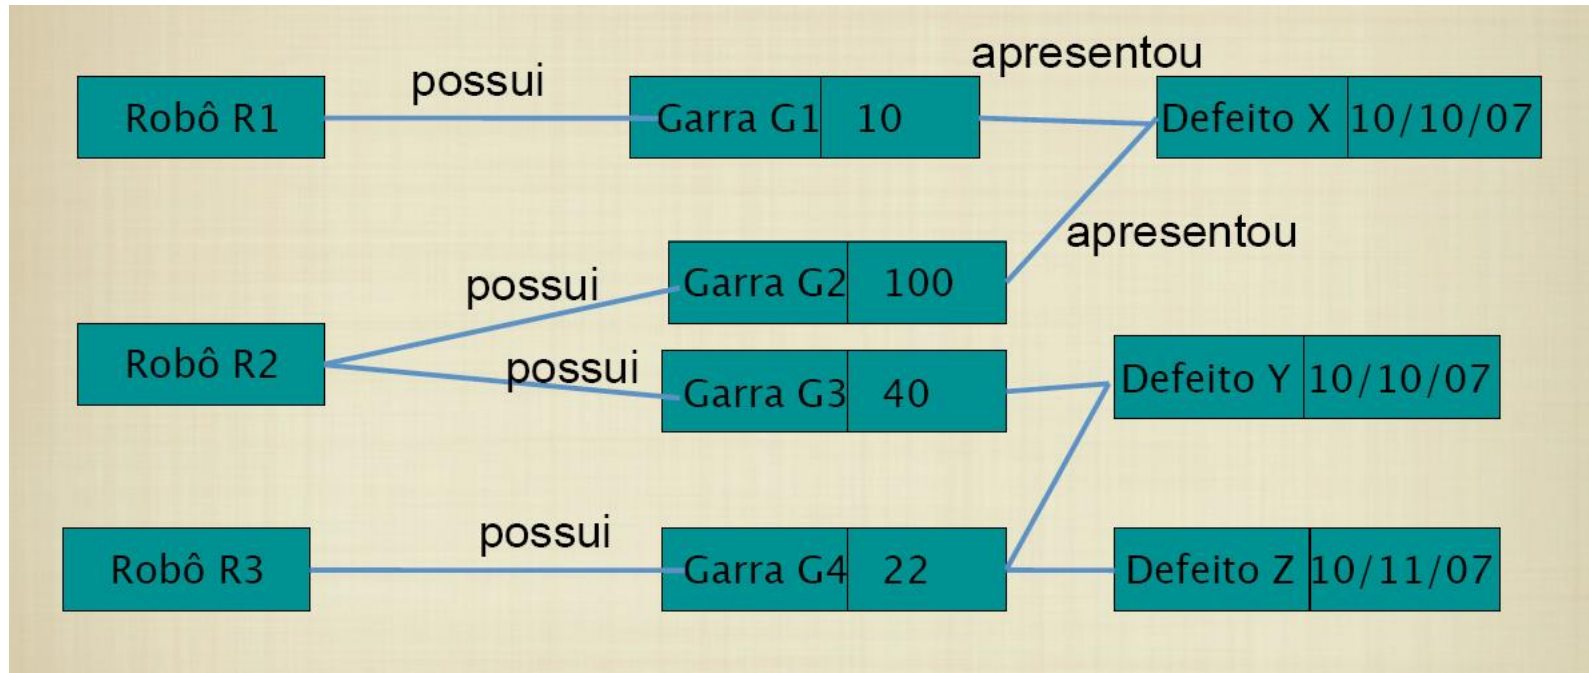 apresentou
possui
Robô R1
Garra G1 10
Defeito X 10/10/07
apresentou
possui
Garra G2 100
Robô R2
possui
Garra G3 40
Defeito Y 10/10/07
possui
Robô R3
Garra G4 22
Defeito Z 10/11/07